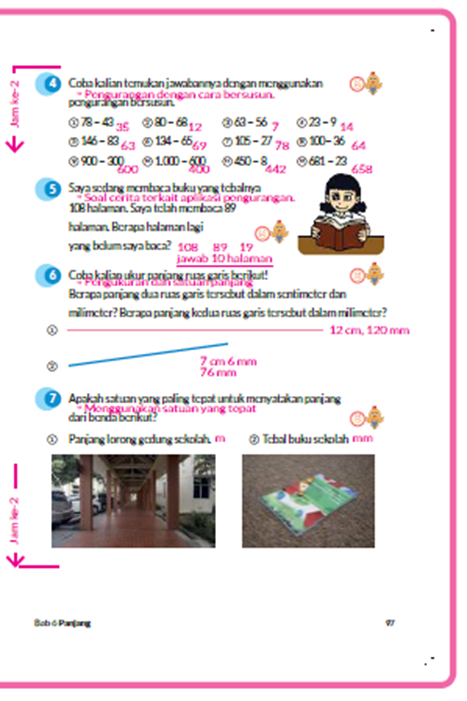 Jam ke-2
4 Coba kalian temukan jawabannya dengan menggunakan
* Pengurangan dengan cara bersusun.
pengurangan bersusun.
① 78 – 43 35 ② 80 – 68 12 ③ 63 – 56 7 ④ 23 – 9 14
⑤ 146 – 83 63 ⑥ 134 – 65 69 ⑦ 105 – 27 78 ⑧ 100 – 36 64
⑨ 900 – 300 600 ⑩ 1.000 – 600 400 ⑪ 450 – 8 442 ⑫ 681 – 23 658
5 Saya sedang membaca buku yang tebalnya
* Soal cerita terkait aplikasi pengurangan.
108 halaman. Saya telah membaca 89
halaman. Berapa halaman lagi
yang belum saya baca? 108 89 19
jawab 10 halaman
6 Coba kalian ukur panjang ruas garis berikut!
* Pengukuran dan satuan panjang
Berapa panjang dua ruas garis tersebut dalam sentimeter dan
milimeter? Berapa panjang kedua ruas garis tersebut dalam milimeter?
① 12 cm, 120 mm
② 7 cm 6 mm
76 mm
7 Apakah satuan yang paling tepat untuk menyatakan panjang
* Menggunakan satuan yang tepat
dari benda berikut?
① Panjang lorong gedung sekolah. m ② Tebal buku sekolah mm
Jam ke-2
Bab 6 Panjang 97